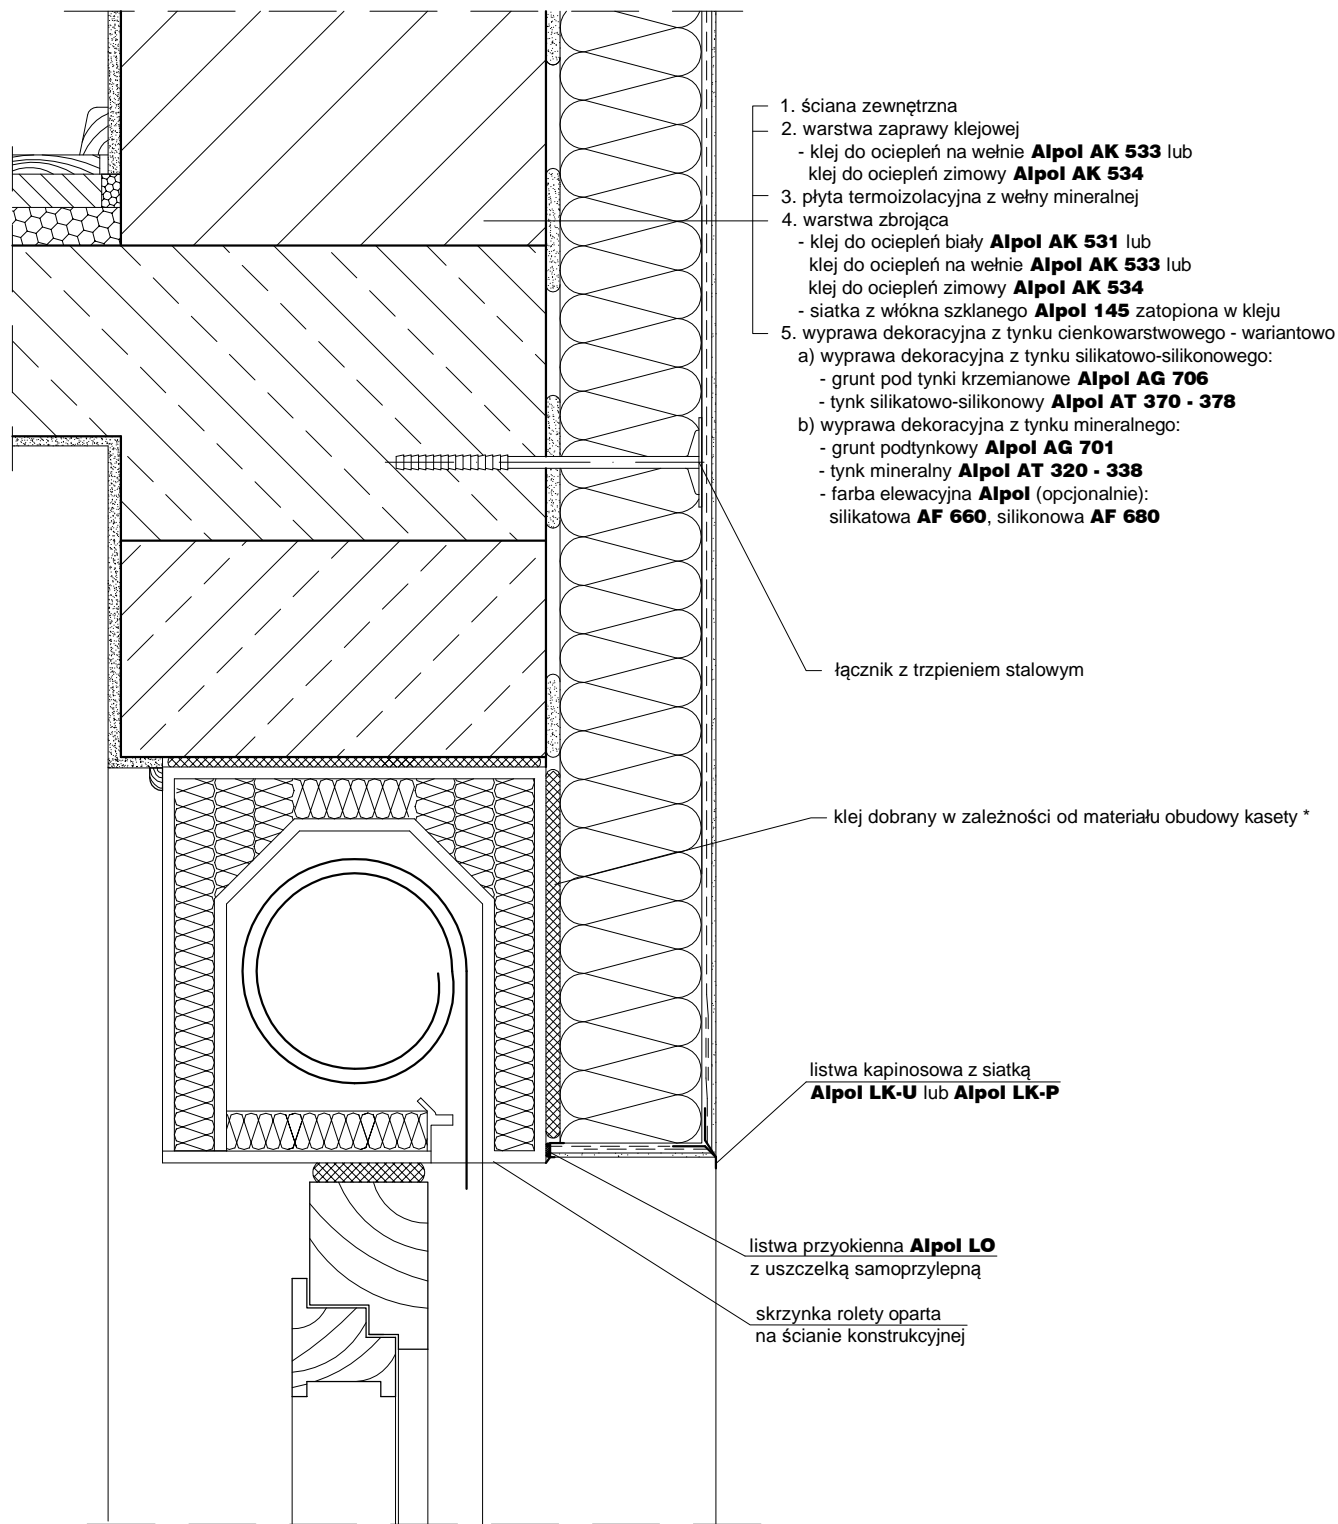 1. ściana zewnętrzna
2. warstwa zaprawy klejowej
- klej do ociepleń na wełnie Alpol AK 533 lub
klej do ociepleń zimowy Alpol AK 534
3. płyta termoizolacyjna z wełny mineralnej
4. warstwa zbrojąca
- klej do ociepleń biały Alpol AK 531 lub
klej do ociepleń na wełnie Alpol AK 533 lub
klej do ociepleń zimowy Alpol AK 534
- siatka z włókna szklanego Alpol 145 zatopiona w kleju
5. wyprawa dekoracyjna z tynku cienkowarstwowego - wariantowo
a) wyprawa dekoracyjna z tynku silikatowo-silikonowego:
- grunt pod tynki krzemianowe Alpol AG 706
- tynk silikatowo-silikonowy Alpol AT 370 - 378
b) wyprawa dekoracyjna z tynku mineralnego:
- grunt podtynkowy Alpol AG 701
- tynk mineralny Alpol AT 320 - 338
- farba elewacyjna Alpol (opcjonalnie):
silikatowa AF 660, silikonowa AF 680
łącznik z trzpieniem stalowym
klej dobrany w zależności od materiału obudowy kasety *
listwa kapinosowa z siatką
Alpol LK-U lub Alpol LK-P
listwa przyokienna Alpol LO
z uszczelką samoprzylepną
skrzynka rolety oparta
na ścianie konstrukcyjnej